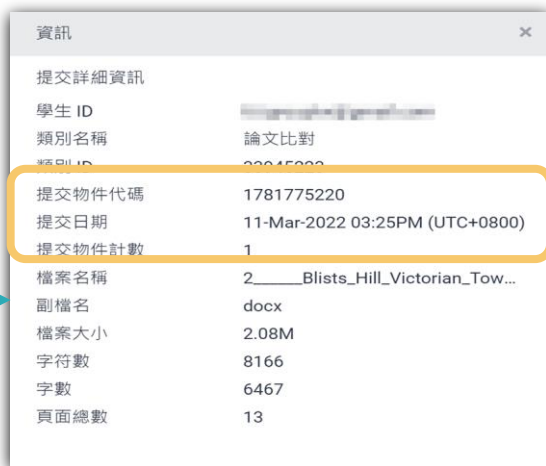 資訊 ×
提交詳細資訊
學生 ID
類別名稱 論文比對
類別 ID
提交物件代碼 1781775220
提交日期 11-Mar-2022 03:25PM (UTC+0800)
提交物件計數 1
檔案名稱 2______Blists_Hill_Victorian_Tow...
副檔名 docx
檔案大小 2.08M
字符數 8166
字數 6467
頁面總數 13